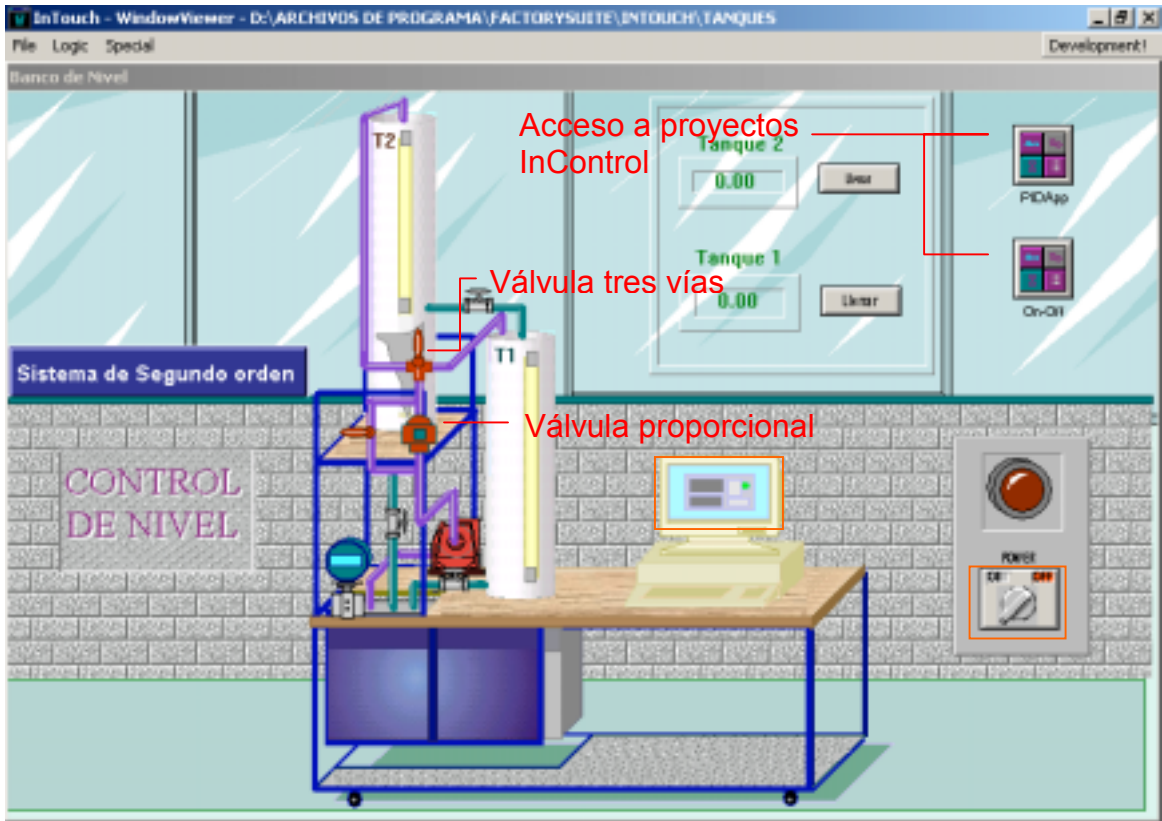 InTouch - WindowViewer - D:\ARCHIVOS DE PROGRAMA\FACTORYSUITE\INTOUCH\TANQUES
File Logic Special
Development!
Banco de Nivel
T2
Acceso a proyectos
InControl
Tanque 2
0.00
PIDApp
Tanque 1
Válvula tres vías
0.00
Llenar
On-Off
T1
Sistema de Segundo orden
Válvula proporcional
CONTROL
DE NIVEL
POWER
OFF